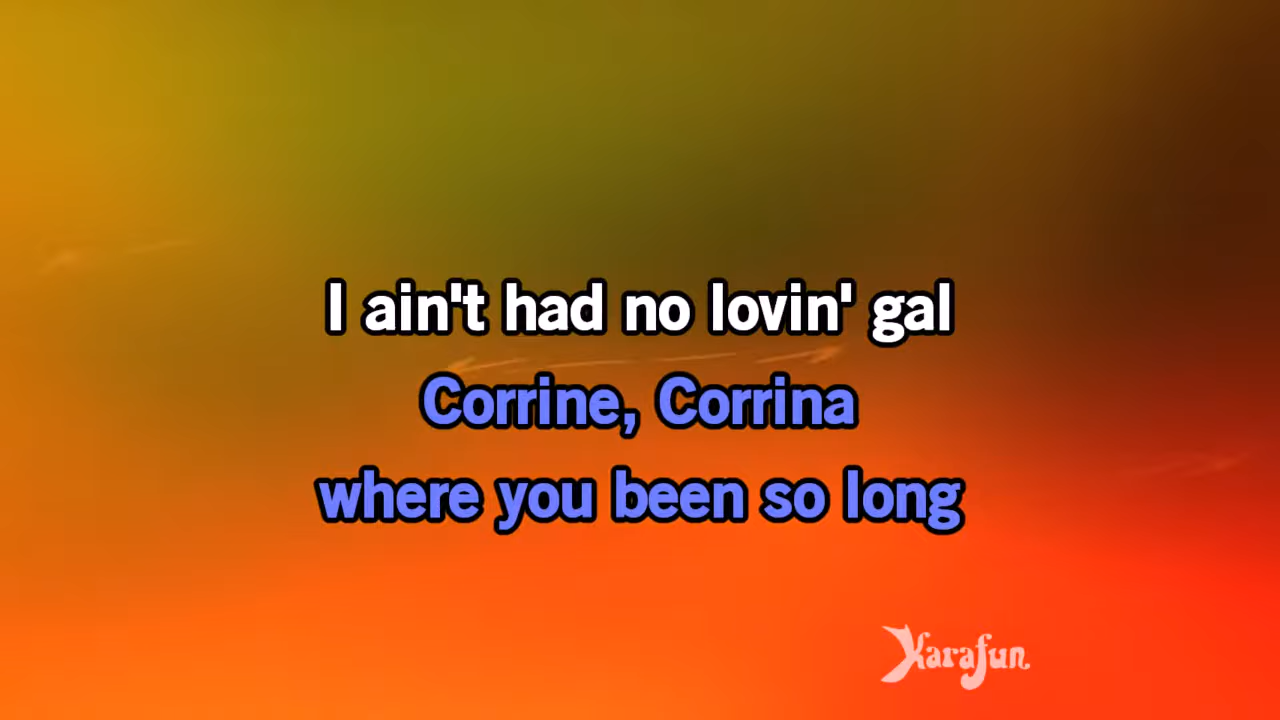 I ain't had no lovin' gal
Corrine, Corrina
where you been so long
Karafun